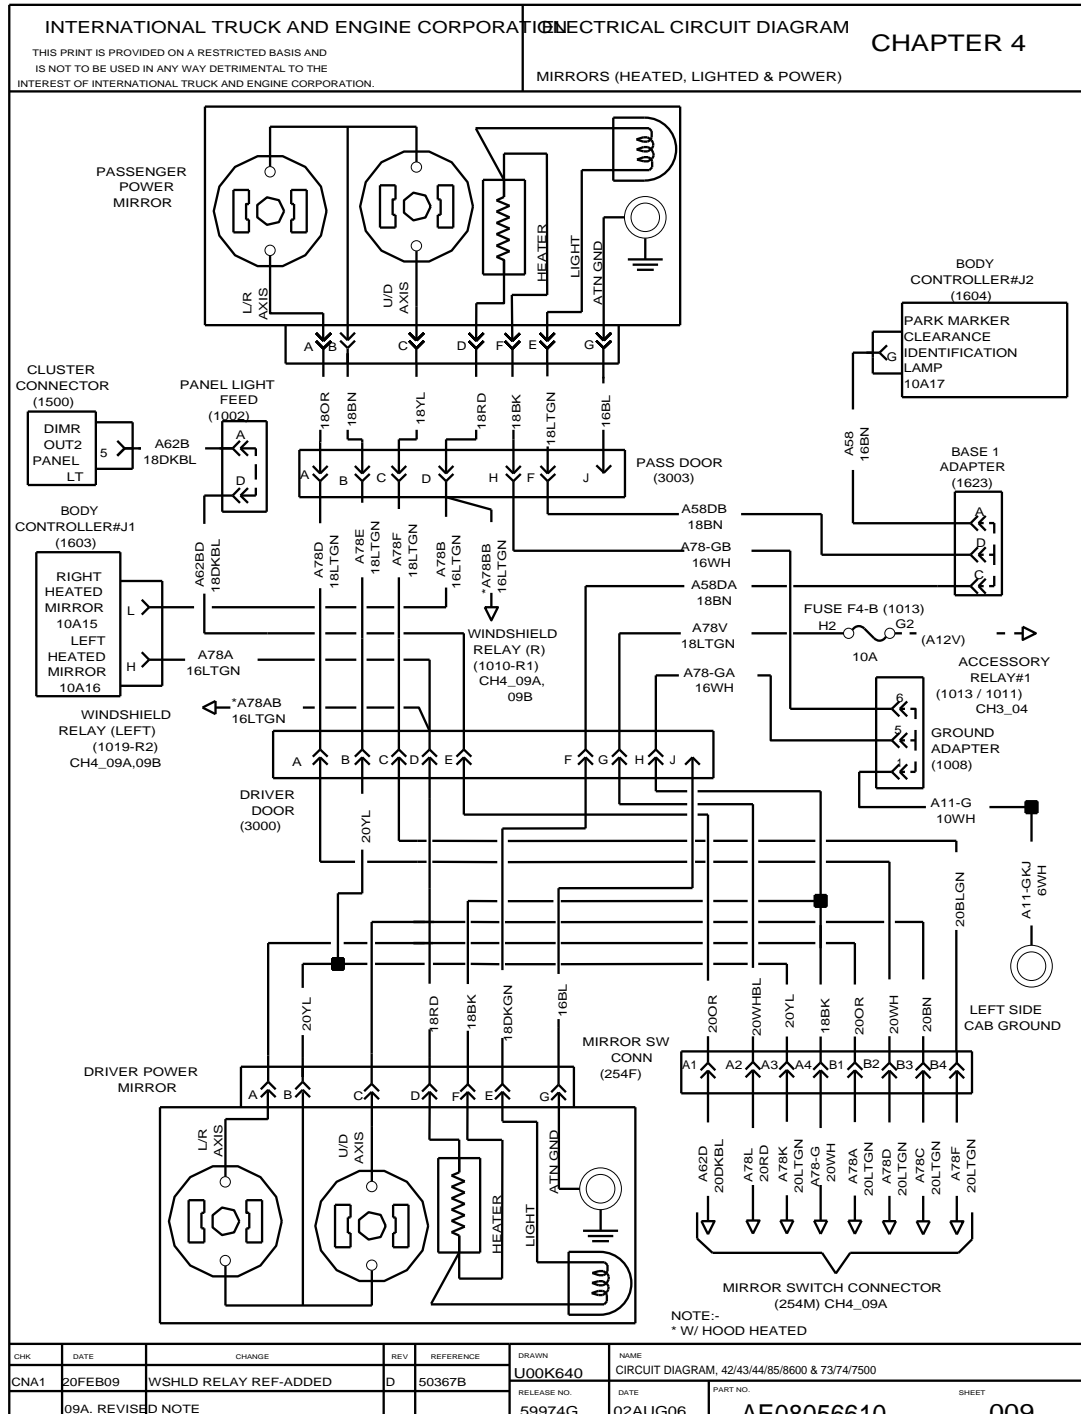 INTERNATIONAL TRUCK AND ENGINE CORPORATION
THIS PRINT IS PROVIDED ON A RESTRICTED BASIS AND
IS NOT TO BE USED IN ANY WAY DETRIMENTAL TO THE
INTEREST OF INTERNATIONAL TRUCK AND ENGINE CORPORATION.
ELECTRICAL CIRCUIT DIAGRAM
MIRRORS (HEATED, LIGHTED & POWER)
CHAPTER 4
PASSENGER
POWER
MIRROR
L/R
AXIS
U/D
AXIS
HEATER
LIGHT
ATN GND
A B C D F E G
18OR
18BN
18YL
18RD
18BK
18LTGN
16BL
BODY
CONTROLLER#J2
(1604)
PARK MARKER
CLEARANCE
IDENTIFICATION
LAMP
10A17
G
A58
16BN
CLUSTER
CONNECTOR
(1500)
DIMR
OUT2
PANEL
LT
5
A62B
18DKBL
PANEL LIGHT
FEED
(1002)
A
D
A B C D H F J
PASS DOOR
(3003)
BASE 1
ADAPTER
(1623)
A
D
C
BODY
CONTROLLER#J1
(1603)
RIGHT
HEATED
MIRROR
10A15
LEFT
HEATED
MIRROR
10A16
L
H
A62BD
18DKBL
A78D
18LTGN
A78E
18LTGN
A78F
18LTGN
A78B
16LTGN
*A78BB
16LTGN
A58DB
18BN
A78-GB
16WH
A58DA
18BN
A78V
18LTGN
A78-GA
16WH
WINDSHIELD
RELAY (R)
(1010-R1)
CH4_09A,
09B
FUSE F4-B (1013)
H2
G2
10A
(A12V)
ACCESSORY
RELAY#1
(1013 / 1011)
CH3_04
A78A
16LTGN
*A78AB
16LTGN
WINDSHIELD
RELAY (LEFT)
(1019-R2)
CH4_09A,09B
6
5
1
GROUND
ADAPTER
(1008)
A B C D E F G H J
DRIVER
DOOR
(3000)
20YL
A11-G
10WH
A11-GKJ
6WH
20BLGN
LEFT SIDE
CAB GROUND
20YL
18RD
18BK
18DKGN
16BL
20OR
20WHBL
20YL
18BK
20OR
20WH
20BN
MIRROR SW
CONN
(254F)
A1 A2 A3 A4 B1 B2 B3 B4
DRIVER POWER
MIRROR
A B C D F E G
L/R
AXIS
U/D
AXIS
HEATER
LIGHT
ATN GND
A62D
20DKBL
A78L
20RD
A78K
20LTGN
A78-G
20WH
A78A
20LTGN
A78D
20LTGN
A78C
20LTGN
A78F
20LTGN
MIRROR SWITCH CONNECTOR
(254M) CH4_09A
NOTE:-
* W/ HOOD HEATED
CHK DATE CHANGE REV REFERENCE
CNA1 20FEB09 WSHLD RELAY REF-ADDED D 50367B
09A. REVISED NOTE
DRAWN
U00K640
NAME
CIRCUIT DIAGRAM, 42/43/44/85/8600 & 73/74/7500
RELEASE NO.
59974G
DATE
02AUG06
PART NO.
AE08056610
SHEET
009